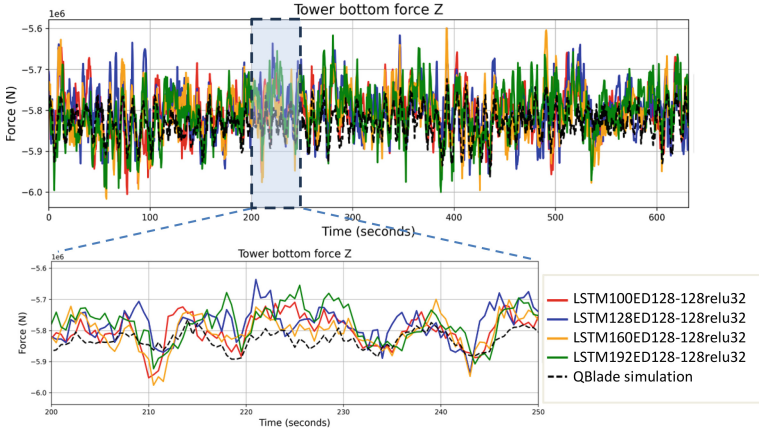 Tower bottom force Z
1e6
−5.6
−5.7
−5.8
−5.9
−6.0
Force (N)
0 100 200 300 400 500 600
Time (seconds)
Tower bottom force Z
1e6
−5.6
−5.7
−5.8
−5.9
−6.0
Force (N)
200 210 220 230 240 250
Time (seconds)
LSTM100ED128-128relu32
LSTM128ED128-128relu32
LSTM160ED128-128relu32
LSTM192ED128-128relu32
QBlade simulation